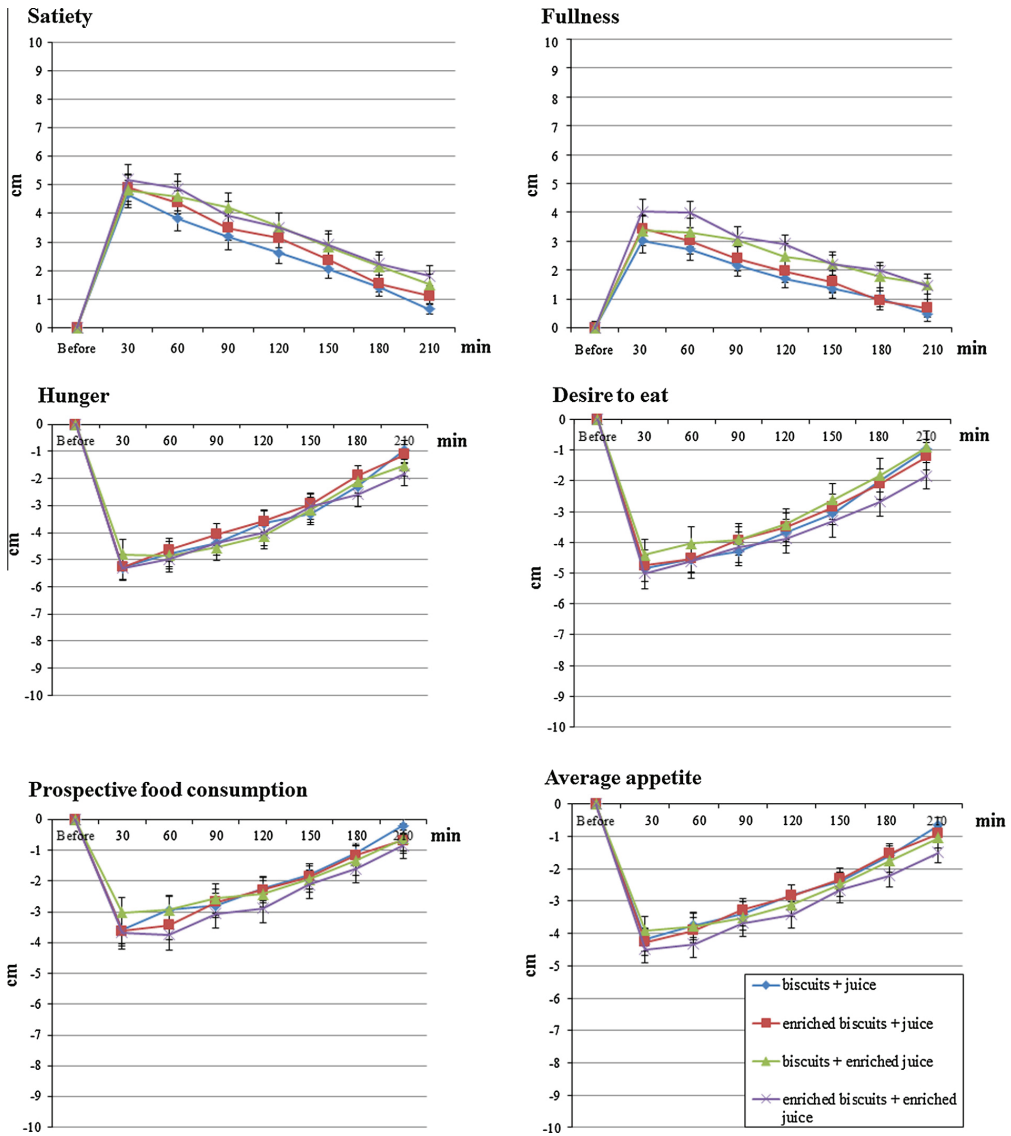 Satiety
10
9
8
7
6
5
4
3
2
1
0
cm
Before 30 60 90 120 150 180 210 min
Fullness
10
9
8
7
6
5
4
3
2
1
0
cm
Before 30 60 90 120 150 180 210 min
Hunger
0
Before 30 60 90 120 150 180 210 min
-1
-2
-3
-4
-5
-6
-7
-8
-9
-10
cm
Desire to eat
0
Before 30 60 90 120 150 180 210 min
-1
-2
-3
-4
-5
-6
-7
-8
-9
-10
cm
Prospective food consumption
0
Before 30 60 90 120 150 180 210 min
-1
-2
-3
-4
-5
-6
-7
-8
-9
-10
cm
Average appetite
0
Before 30 60 90 120 150 180 210 min
-1
-2
-3
-4
-5
-6
-7
-8
-9
-10
cm
biscuits + juice
enriched biscuits + juice
biscuits + enriched juice
enriched biscuits + enriched
juice